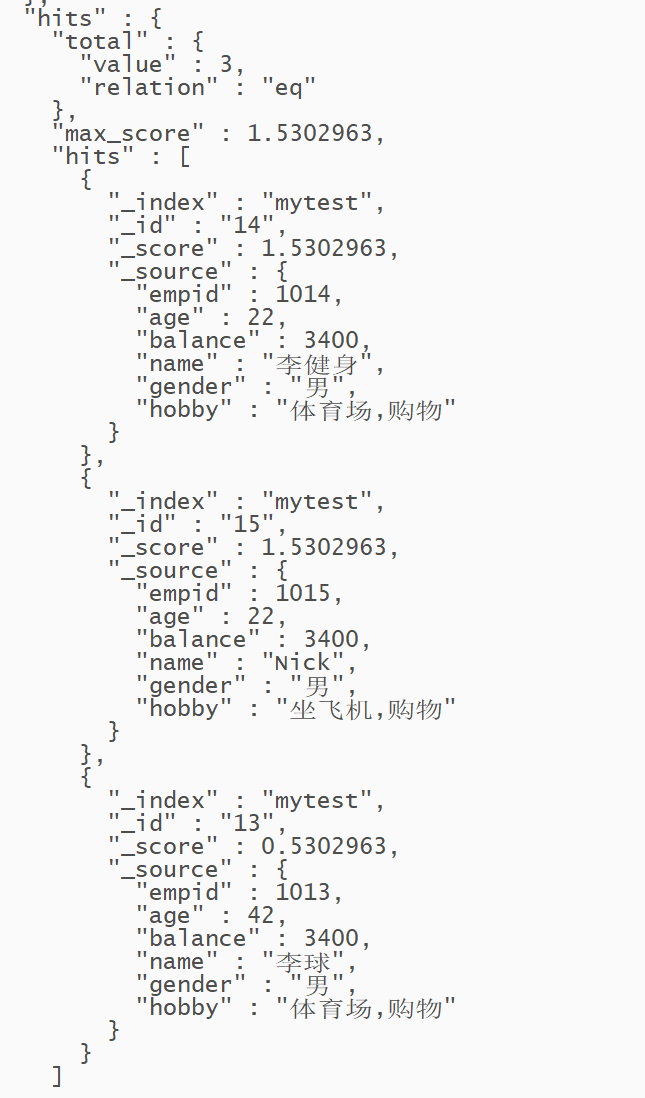 },
"hits" : {
"total" : {
"value" : 3,
"relation" : "eq"
},
"max_score" : 1.5302963,
"hits" : [
{
"_index" : "mytest",
"_id" : "14",
"_score" : 1.5302963,
"_source" : {
"empid" : 1014,
"age" : 22,
"balance" : 3400,
"name" : "李健身",
"gender" : "男",
"hobby" : "体育场,购物"
}
},
{
"_index" : "mytest",
"_id" : "15",
"_score" : 1.5302963,
"_source" : {
"empid" : 1015,
"age" : 22,
"balance" : 3400,
"name" : "Nick",
"gender" : "男",
"hobby" : "坐飞机,购物"
}
},
{
"_index" : "mytest",
"_id" : "13",
"_score" : 0.5302963,
"_source" : {
"empid" : 1013,
"age" : 42,
"balance" : 3400,
"name" : "李球",
"gender" : "男",
"hobby" : "体育场,购物"
}
}
]